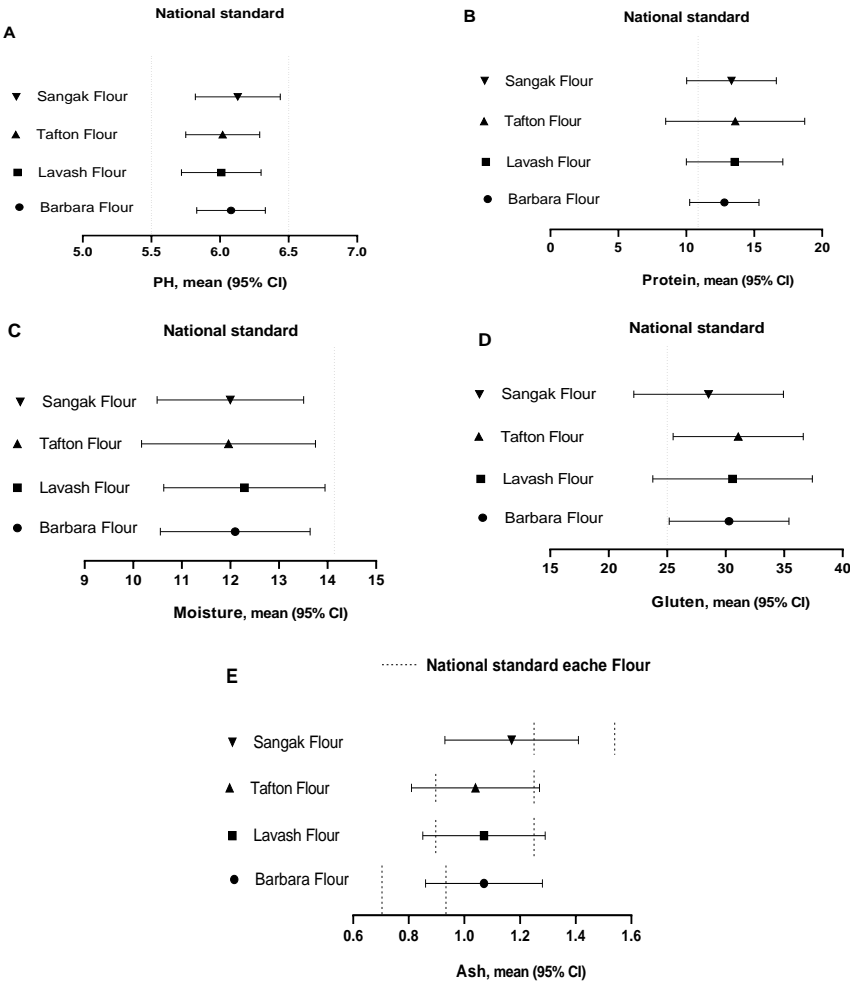 National standard
A
Sangak Flour
Tafton Flour
Lavash Flour
Barbara Flour
5.0 5.5 6.0 6.5 7.0
PH, mean (95% CI)
National standard
B
Sangak Flour
Tafton Flour
Lavash Flour
Barbara Flour
0 5 10 15 20
Protein, mean (95% CI)
National standard
C
Sangak Flour
Tafton Flour
Lavash Flour
Barbara Flour
9 10 11 12 13 14 15
Moisture, mean (95% CI)
National standard
D
Sangak Flour
Tafton Flour
Lavash Flour
Barbara Flour
15 20 25 30 35 40
Gluten, mean (95% CI)
National standard eache Flour
E
Sangak Flour
Tafton Flour
Lavash Flour
Barbara Flour
0.6 0.8 1.0 1.2 1.4 1.6
Ash, mean (95% CI)